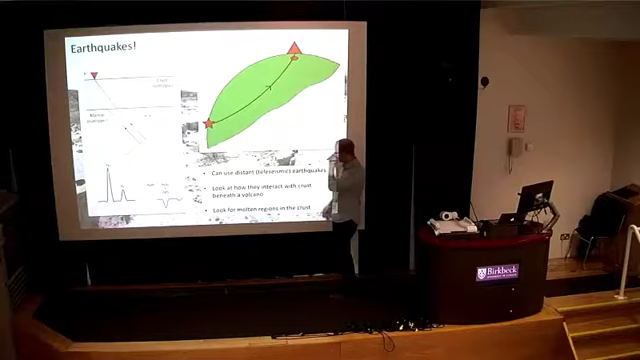 Earthquakes!
• Can use distant (teleseismic) earthquakes
• Look at how they interact with crust
beneath a volcano
• Look for molten regions in the crust
Birkbeck